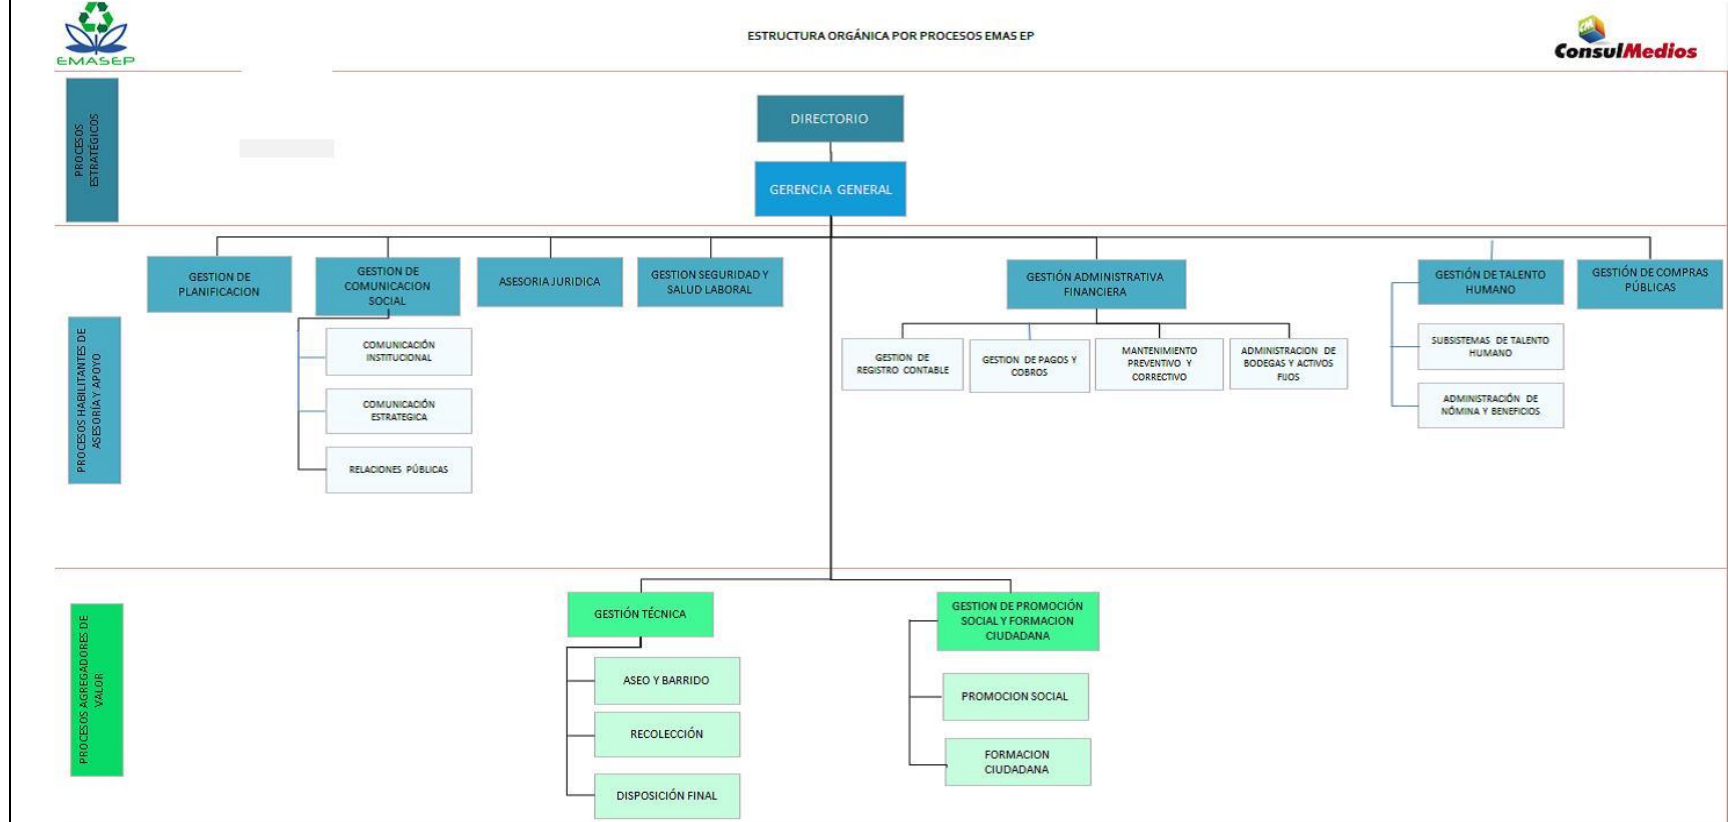 EMASEP
ESTRUCTURA ORGÁNICA POR PROCESOS EMAS EP
CM
ConsulMedios
PROCESOS
ESTRATÉGICOS
DIRECTORIO
GERENCIA GENERAL
PROCESOS HABILITANTES DE
ASESORÍA Y APOYO
GESTION DE
PLANIFICACION
GESTION DE
COMUNICACION
SOCIAL
ASESORIA JURIDICA
GESTION SEGURIDAD Y
SALUD LABORAL
GESTIÓN ADMINISTRATIVA
FINANCIERA
GESTIÓN DE TALENTO
HUMANO
GESTIÓN DE COMPRAS
PÚBLICAS
COMUNICACIÓN
INSTITUCIONAL
COMUNICACIÓN
ESTRATEGICA
RELACIONES PÚBLICAS
GESTION DE
REGISTRO CONTABLE
GESTION DE PAGOS Y
COBROS
MANTENIMIENTO
PREVENTIVO Y
CORRECTIVO
ADMINISTRACION DE
BODEGAS Y ACTIVOS
FIJOS
SUBSISTEMAS DE TALENTO
HUMANO
ADMINISTRACIÓN DE
NÓMINA Y BENEFICIOS
PROCESOS AGREGADORES DE
VALOR
GESTIÓN TÉCNICA
ASEO Y BARRIDO
RECOLECCIÓN
DISPOSICIÓN FINAL
GESTION DE PROMOCIÓN
SOCIAL Y FORMACION
CIUDADANA
PROMOCION SOCIAL
FORMACION
CIUDADANA